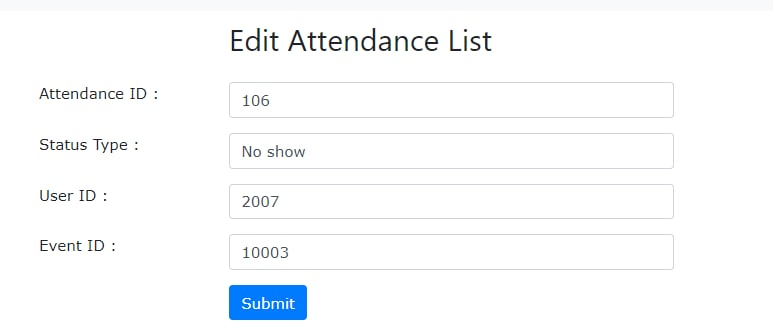 Edit Attendance List
Attendance ID : 106
Status Type : No show
User ID : 2007
Event ID : 10003
Submit